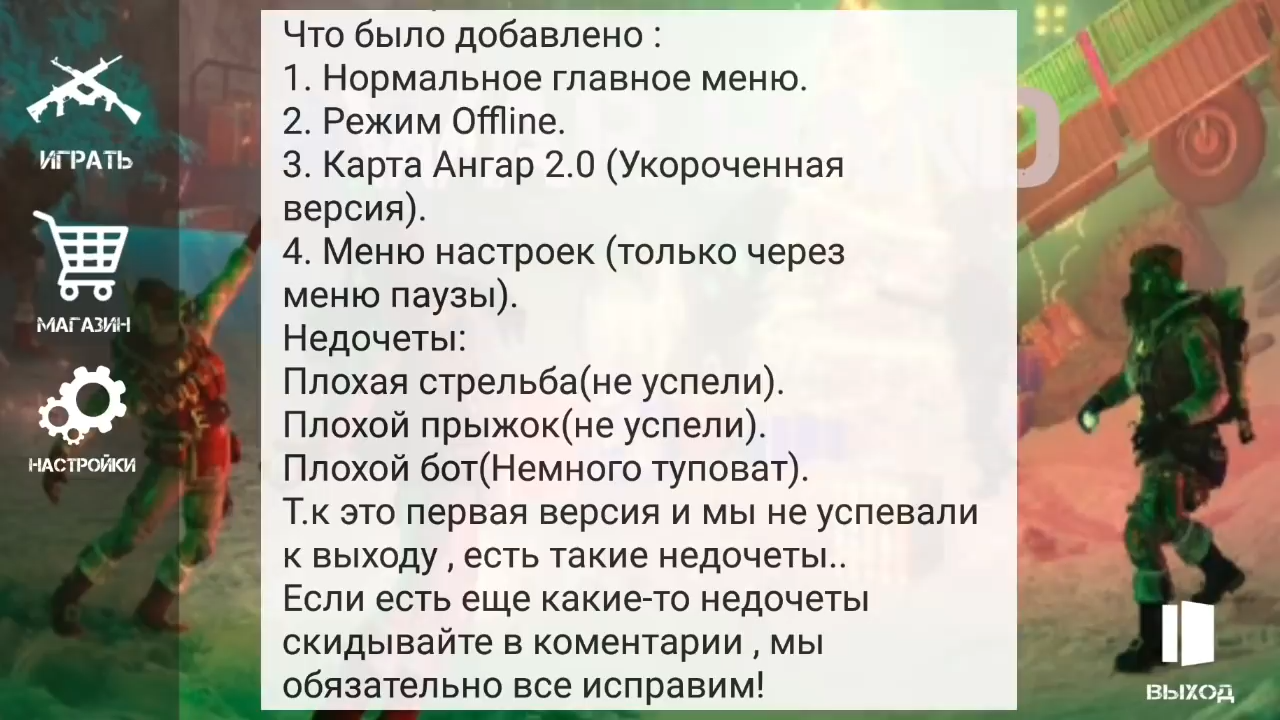 Что было добавлено :
1. Нормальное главное меню.
2. Режим Offline.
3. Карта Ангар 2.0 (Укороченная
версия).
4. Меню настроек (только через
меню паузы).
Недочеты:
Плохая стрельба(не успели).
Плохой прыжок(не успели).
Плохой бот(Немного туповат).
Т.к это первая версия и мы не успевали
к выходу , есть такие недочеты..
Если есть еще какие-то недочеты
скидывайте в коментарии , мы
обязательно все исправим!
ИГРАТЬ
МАГАЗИН
НАСТРОЙКИ
ВЫХОД